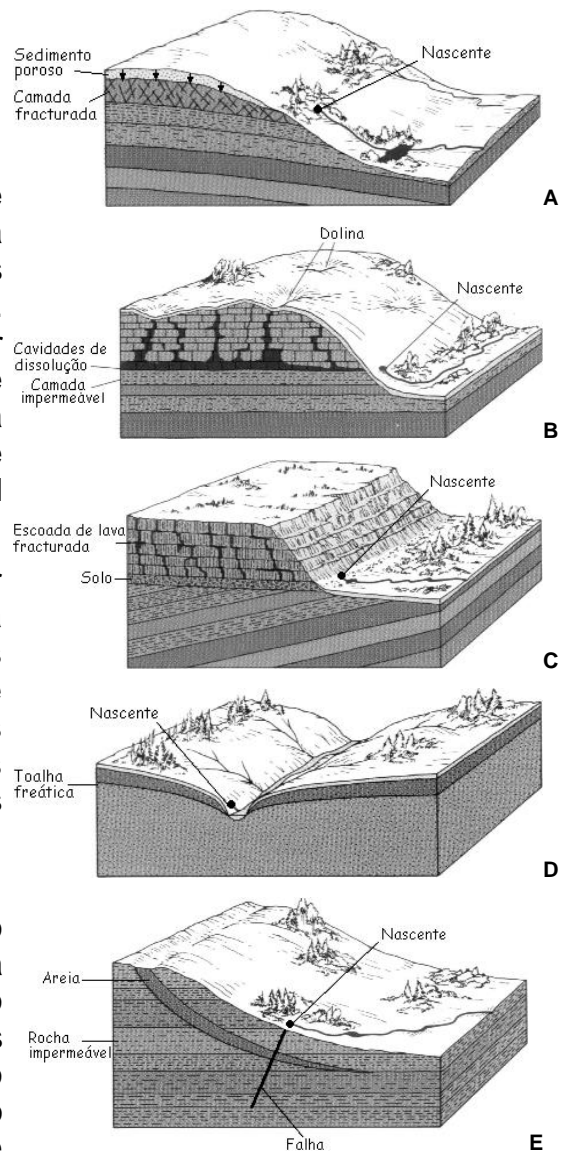 Sedimento
poroso
Nascente
Camada
fracturada
A
Dolina
Nascente
Cavidades de
dissolução
Camada
impermeável
B
Nascente
Escoada de lava
fracturada
Solo
C
Nascente
Toalha
freática
D
Nascente
Areia
Rocha
impermeável
Falha
E